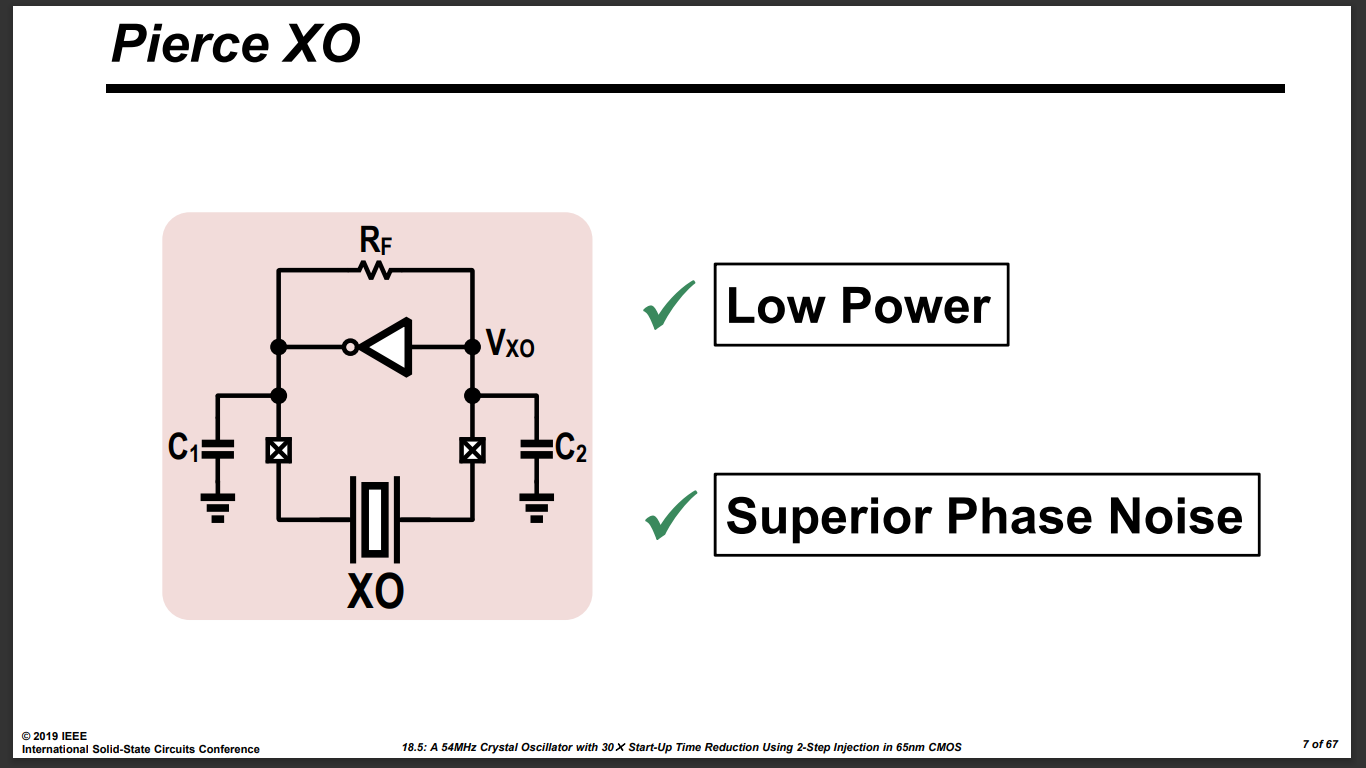 Pierce XO
RF
VXO
C1
C2
XO
Low Power
Superior Phase Noise
© 2019 IEEE
International Solid-State Circuits Conference
18.5: A 54MHz Crystal Oscillator with 30✕ Start-Up Time Reduction Using 2-Step Injection in 65nm CMOS
7 of 67